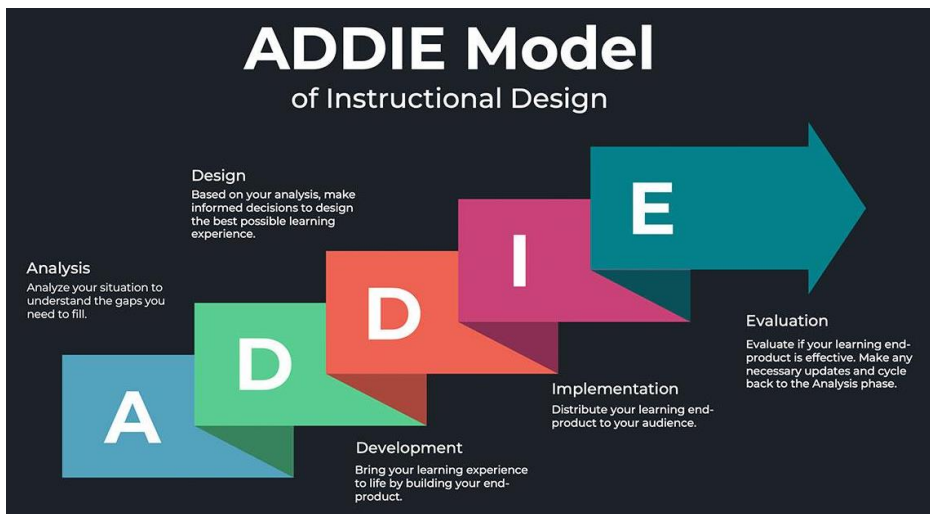 ADDIE Model
of Instructional Design
Design
Based on your analysis, make
informed decisions to design
the best possible learning
experience.
Analysis
Analyze your situation to
understand the gaps you
need to fill.
A
D
D
I
E
Development
Bring your learning experience
to life by building your end-
product.
Implementation
Distribute your learning end-
product to your audience.
Evaluation
Evaluate if your learning end-
product is effective. Make any
necessary updates and cycle
back to the Analysis phase.